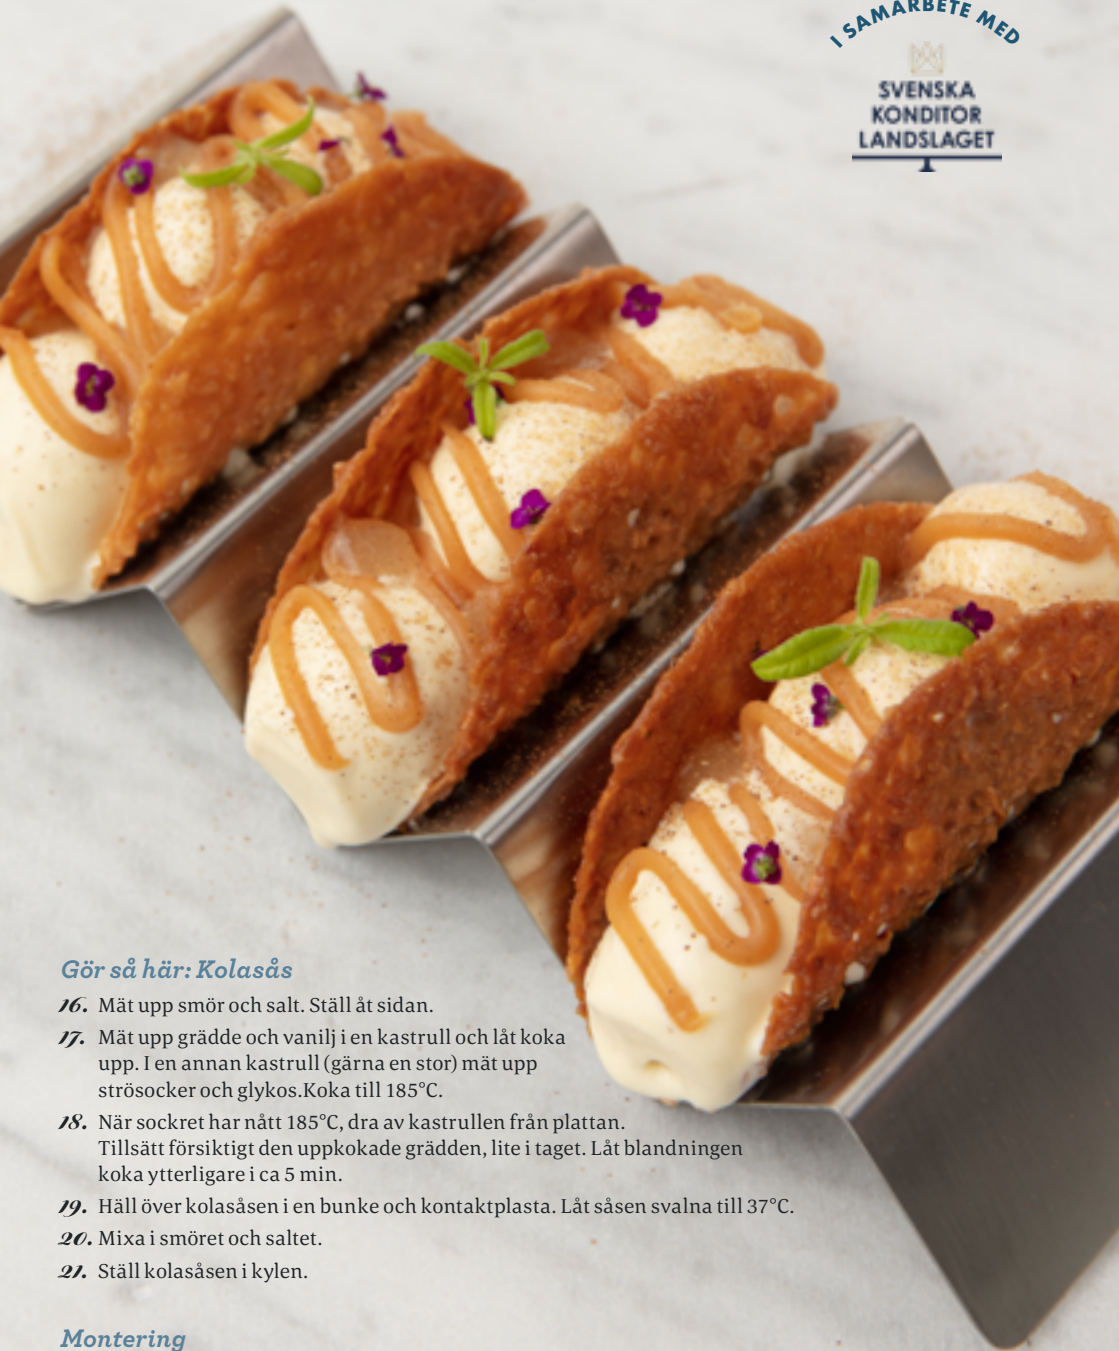 I SAMARBETE MED
SVENSKA
KONDITOR
LANDSLAGET
Gör så här: Kolasås
16. Mät upp smör och salt. Ställ åt sidan.
17. Mät upp grädde och vanilj i en kastrull och låt koka
upp. I en annan kastrull (gärna en stor) mät upp
strösocker och glykos.Koka till 185°C.
18. När sockret har nått 185°C, dra av kastrullen från plattan.
Tillsätt försiktigt den uppkokade grädden, lite i taget. Låt blandningen
koka ytterligare i ca 5 min.
19. Häll över kolasåsen i en bunke och kontaktplasta. Låt såsen svalna till 37°C.
20. Mixa i smöret och saltet.
21. Ställ kolasåsen i kylen.
Montering